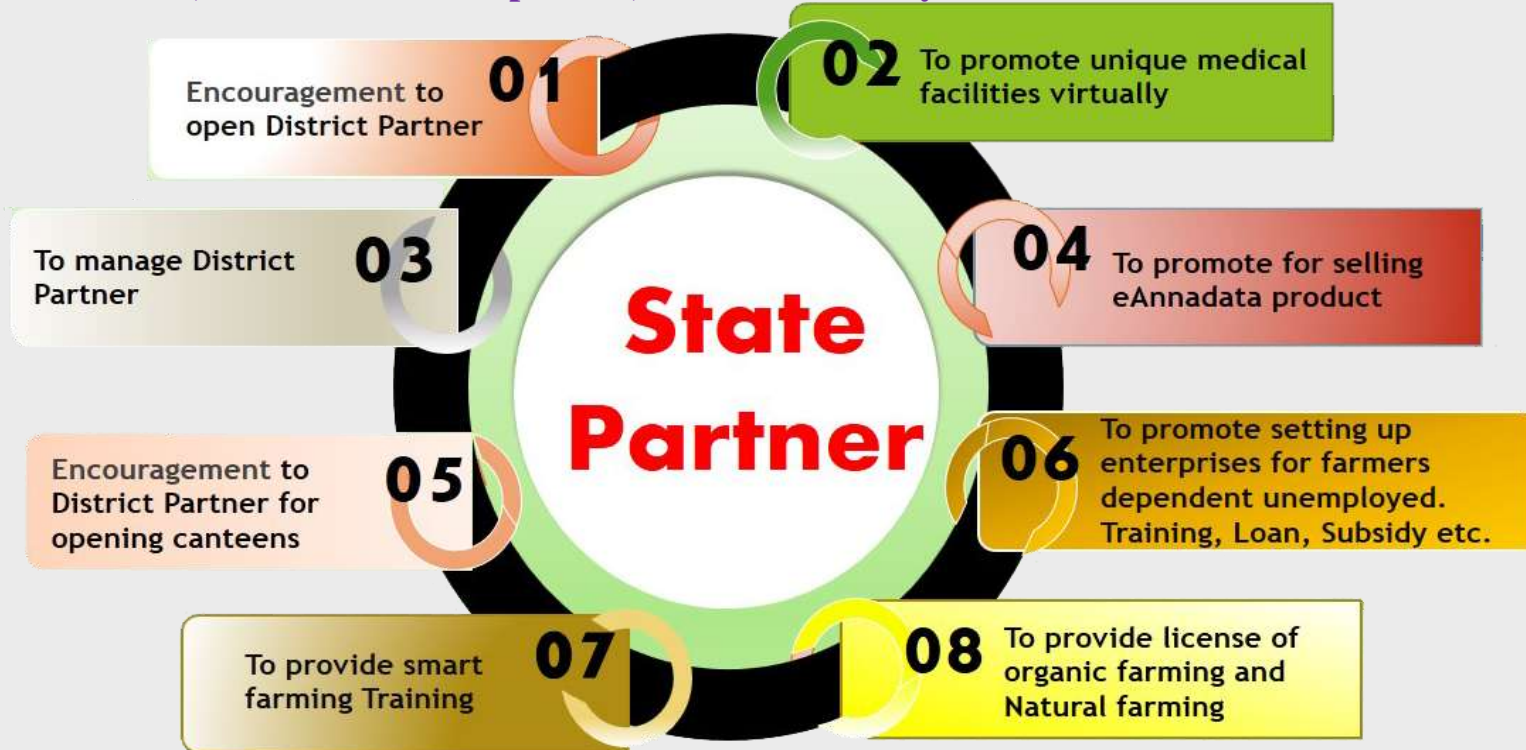 01
Encouragement to
open District Partner
02
To promote unique medical
facilities virtually
03
To manage District
Partner
04
To promote for selling
eAnnadata product
State
Partner
05
Encouragement to
District Partner for
opening canteens
06
To promote setting up
enterprises for farmers
dependent unemployed.
Training, Loan, Subsidy etc.
07
To provide smart
farming Training
08
To provide license of
organic farming and
Natural farming